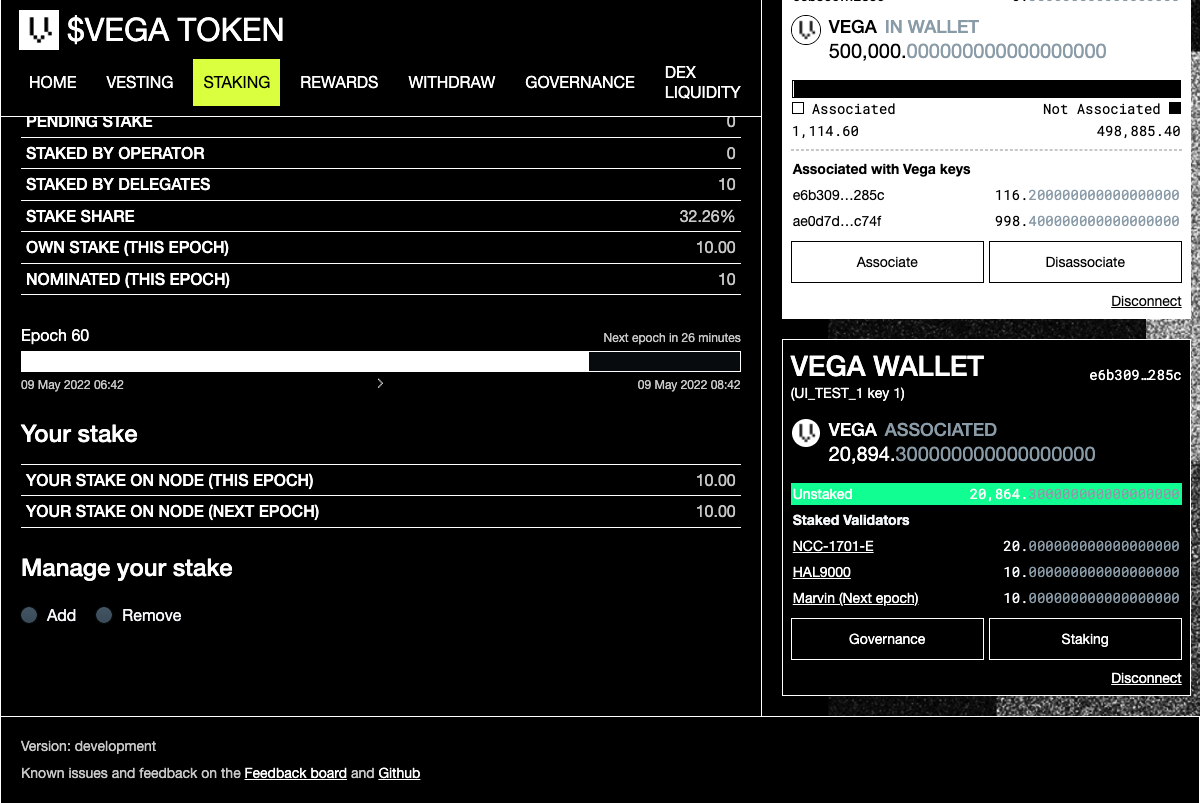 $VEGA TOKEN
HOME VESTING STAKING REWARDS WITHDRAW GOVERNANCE DEX LIQUIDITY
PENDING STAKE 0
STAKED BY OPERATOR 0
STAKED BY DELEGATES 10
STAKE SHARE 32.26%
OWN STAKE (THIS EPOCH) 10.00
NOMINATED (THIS EPOCH) 10
Epoch 60 Next epoch in 26 minutes
09 May 2022 06:42 > 09 May 2022 08:42
Your stake
YOUR STAKE ON NODE (THIS EPOCH) 10.00
YOUR STAKE ON NODE (NEXT EPOCH) 10.00
Manage your stake
Add Remove
VEGA IN WALLET
500,000.000000000000000000
Associated Not Associated
1,114.60 498,885.40
Associated with Vega keys
e6b309…285c 116.200000000000000000
ae0d7d…c74f 998.400000000000000000
Associate Disassociate
Disconnect
VEGA WALLET e6b309…285c
(UI_TEST_1 key 1)
VEGA ASSOCIATED
20,894.300000000000000000
Unstaked 20,864.300000000000000000
Staked Validators
NCC-1701-E 20.000000000000000000
HAL9000 10.000000000000000000
Marvin (Next epoch) 10.000000000000000000
Governance Staking
Disconnect
Version: development
Known issues and feedback on the Feedback board and Github